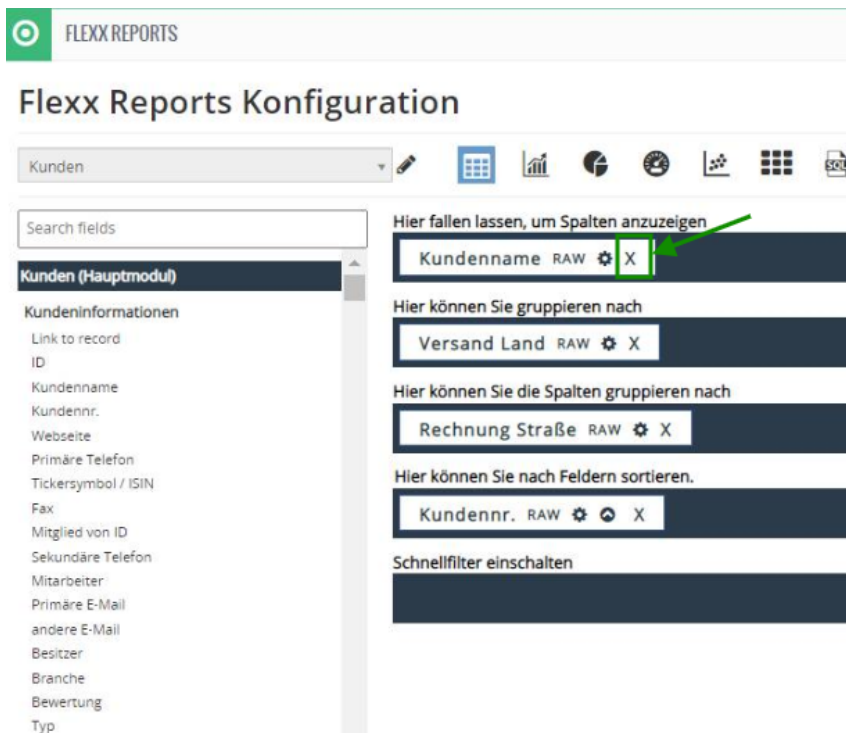 FLEXX REPORTS
Flexx Reports Konfiguration
Kunden
SQL
Search fields
Kunden (Hauptmodul)
Kundeninformationen
Link to record
ID
Kundenname
Kundennr.
Webseite
Primäre Telefon
Tickersymbol / ISIN
Fax
Mitglied von ID
Sekundäre Telefon
Mitarbeiter
Primäre E-Mail
andere E-Mail
Besitzer
Branche
Bewertung
Typ
Hier fallen lassen, um Spalten anzuzeigen
Kundenname RAW X
Hier können Sie gruppieren nach
Versand Land RAW X
Hier können Sie die Spalten gruppieren nach
Rechnung Straße RAW X
Hier können Sie nach Feldern sortieren.
Kundennr. RAW X
Schnellfilter einschalten